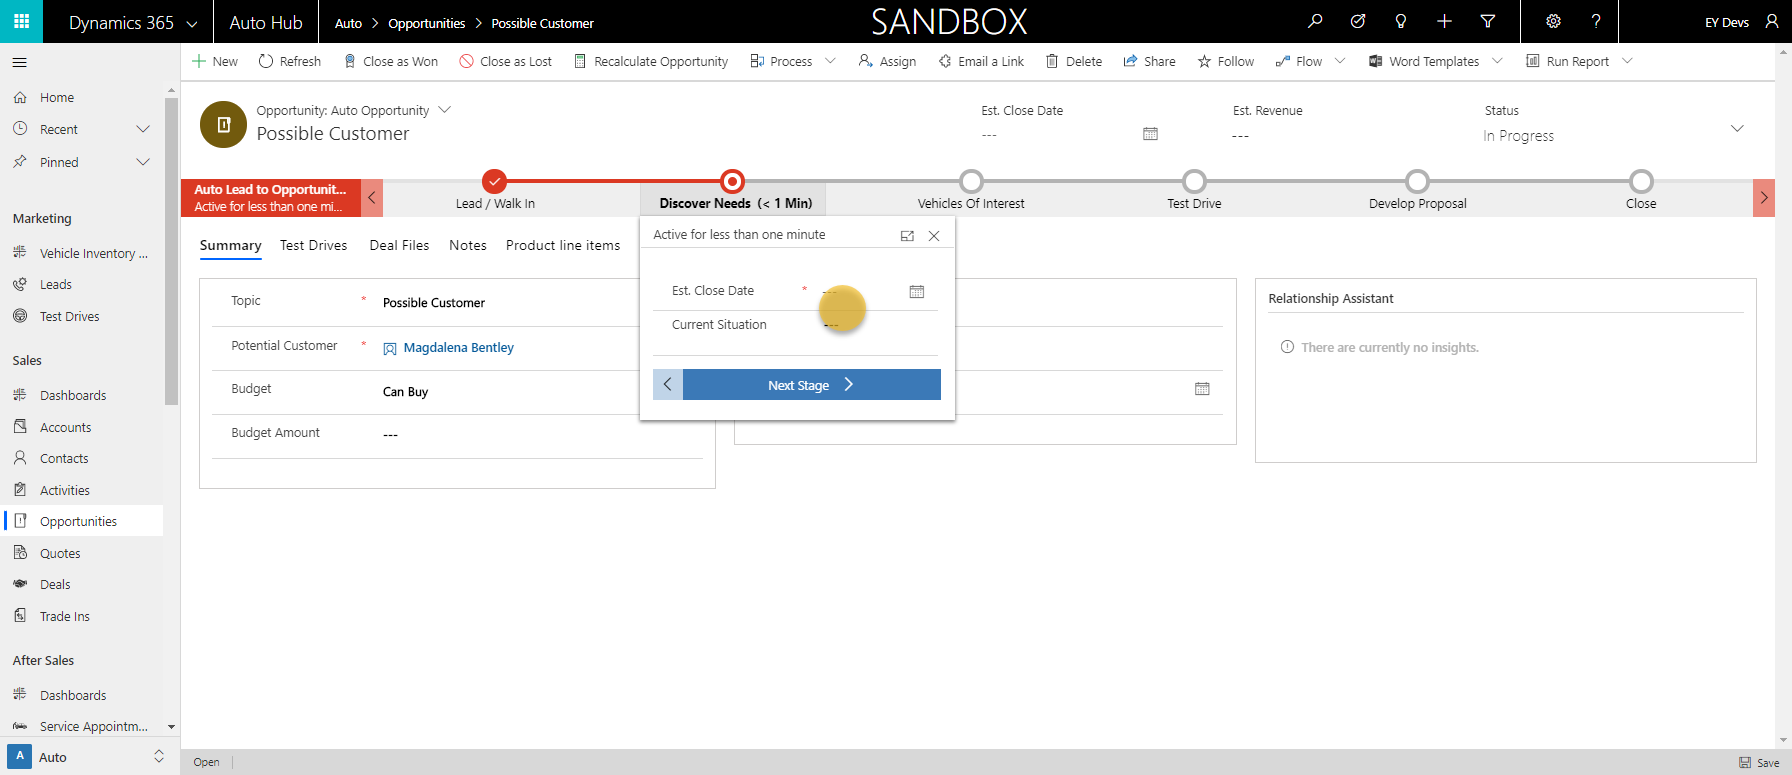 Dynamics 365 Auto Hub Auto > Opportunities > Possible Customer SANDBOX ? EY Devs
New Refresh Close as Won Close as Lost Recalculate Opportunity Process Assign Email a Link Delete Share Follow Flow Word Templates Run Report
Home
Recent
Pinned
Marketing
Vehicle Inventory ...
Leads
Test Drives
Sales
Dashboards
Accounts
Contacts
Activities
Opportunities
Quotes
Deals
Trade Ins
After Sales
Dashboards
Service Appointm...
A Auto
Opportunity: Auto Opportunity
Possible Customer
Est. Close Date
---
Est. Revenue
---
Status
In Progress
Auto Lead to Opportunit...
Active for less than one mi...
Lead / Walk In
Discover Needs (< 1 Min)
Vehicles Of Interest
Test Drive
Develop Proposal
Close
Summary Test Drives Deal Files Notes Product line items
Topic * Possible Customer
Potential Customer * Magdalena Bentley
Budget Can Buy
Budget Amount ---
Active for less than one minute
Est. Close Date * ---
Current Situation ---
Next Stage
Relationship Assistant
There are currently no insights.
Open
Save